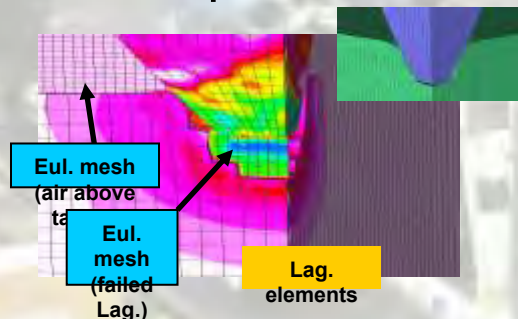 Eul. mesh
(air above
Eul.
mesh
(failed
Lag.)
Lag.
elements